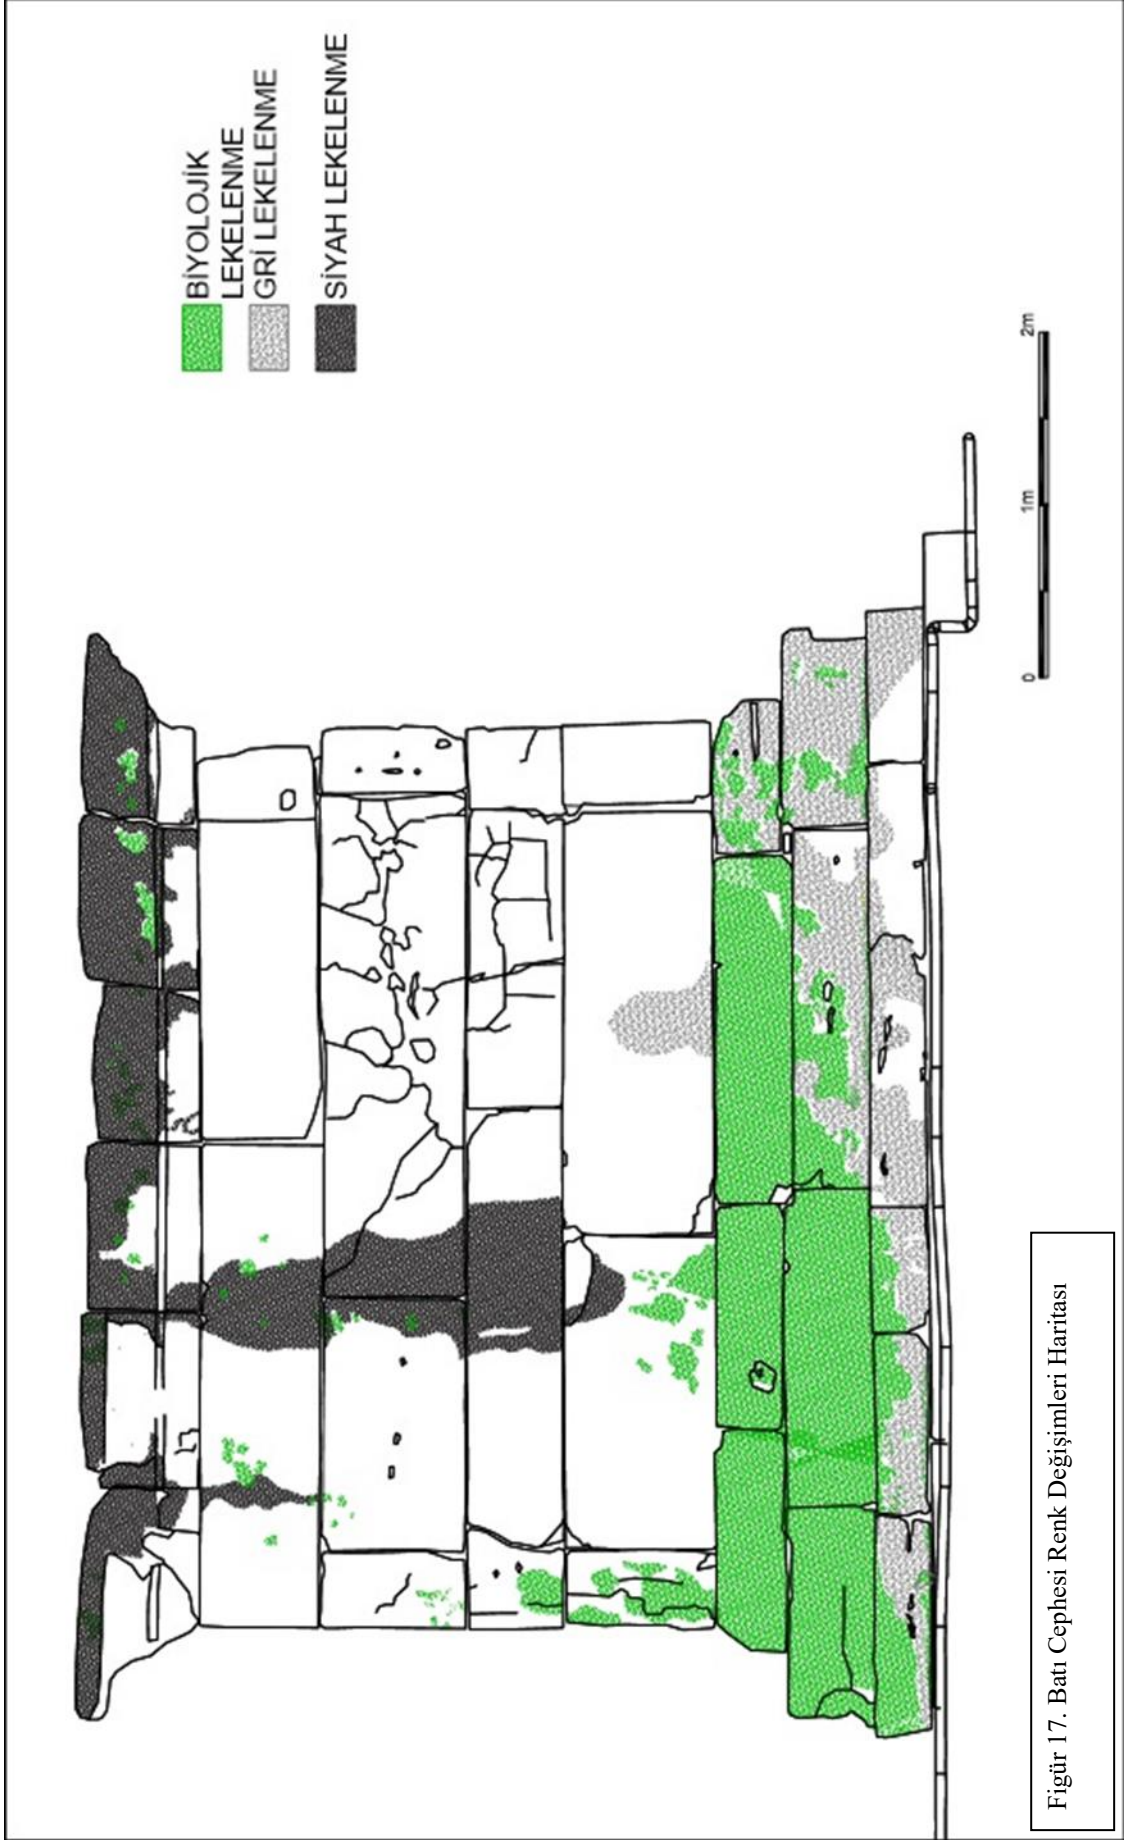 BİYOLOJİK
LEKELENME
GRİ LEKELENME
SİYAH LEKELENME
0 1m 2m
Figür 17. Batı Cephesi Renk Değişimleri Haritası